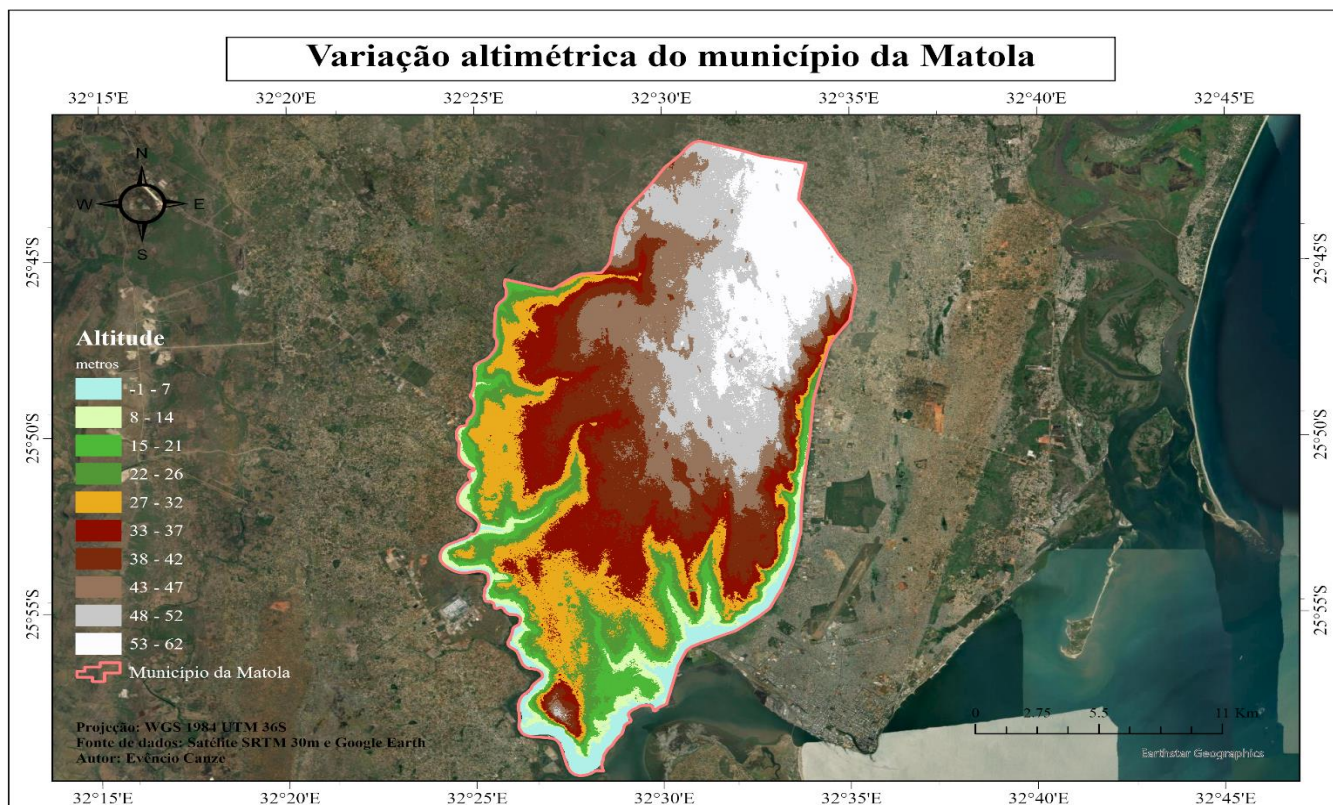 Variação altimétrica do município da Matola
32°15'E 32°20'E 32°25'E 32°30'E 32°35'E 32°40'E 32°45'E
N
W E
S
25°45'S 25°45'S
Altitude
metros
-1 - 7
8 - 14
15 - 21
22 - 26
27 - 32
33 - 37
38 - 42
43 - 47
48 - 52
53 - 62
Municipio da Matola
25°50'S 25°50'S
25°55'S 25°55'S
Projeção: WGS 1984 UTM 36S
Fonte de dados: Satélite SRTM 30m e Google Earth
Autor: Evêncio Canze
0 2.75 5.5 11 Km
Earthstar Geographics
32°15'E 32°20'E 32°25'E 32°30'E 32°35'E 32°40'E 32°45'E